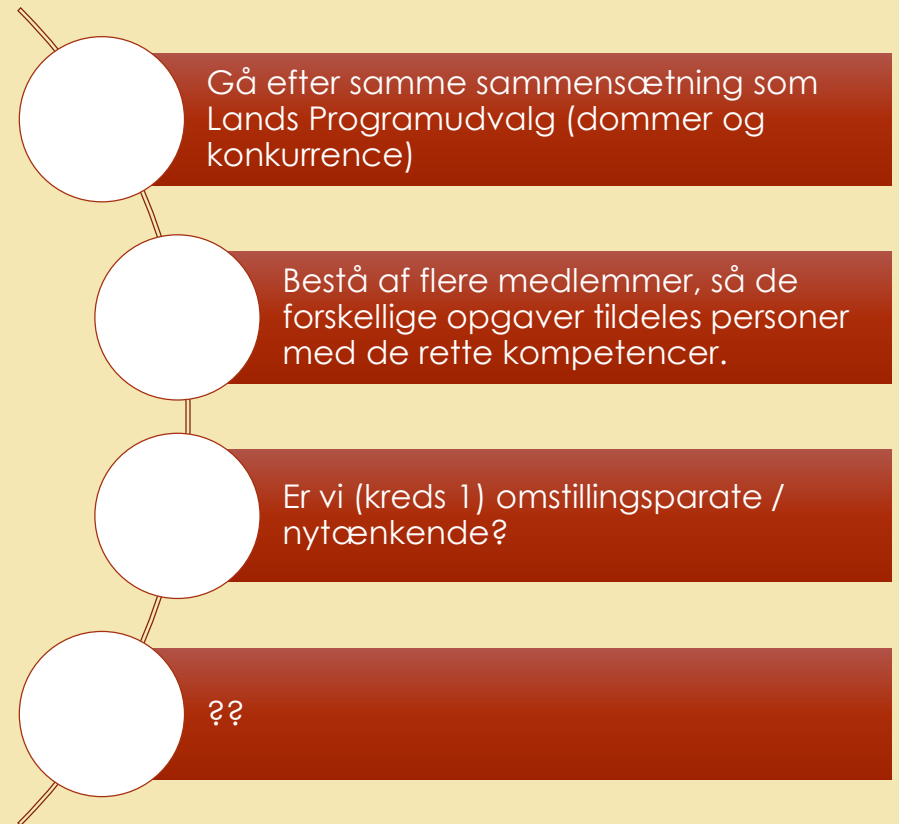 Gå efter samme sammensætning som
Lands Programudvalg (dommer og
konkurrence)
Bestå af flere medlemmer, så de
forskellige opgaver tildeles personer
med de rette kompetencer.
Er vi (kreds 1) omstillingsparate /
nytænkende?
??